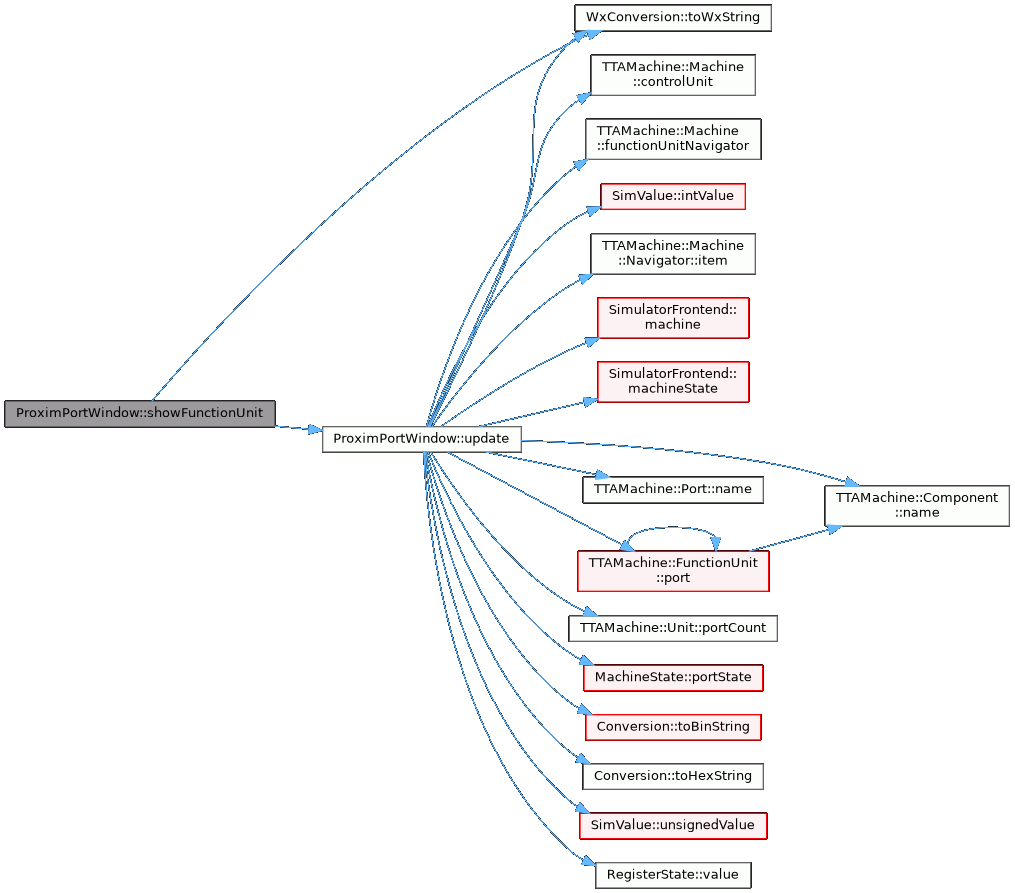 WxConversion::toWxString
TTAMachine::Machine
::controlUnit
TTAMachine::Machine
::functionUnitNavigator
SimValue::intValue
TTAMachine::Machine
::Navigator::item
SimulatorFrontend::
machine
SimulatorFrontend::
machineState
ProximPortWindow::showFunctionUnit
ProximPortWindow::update
TTAMachine::Port::name
TTAMachine::Component
::name
TTAMachine::FunctionUnit
::port
TTAMachine::Unit::portCount
MachineState::portState
Conversion::toBinString
Conversion::toHexString
SimValue::unsignedValue
RegisterState::value